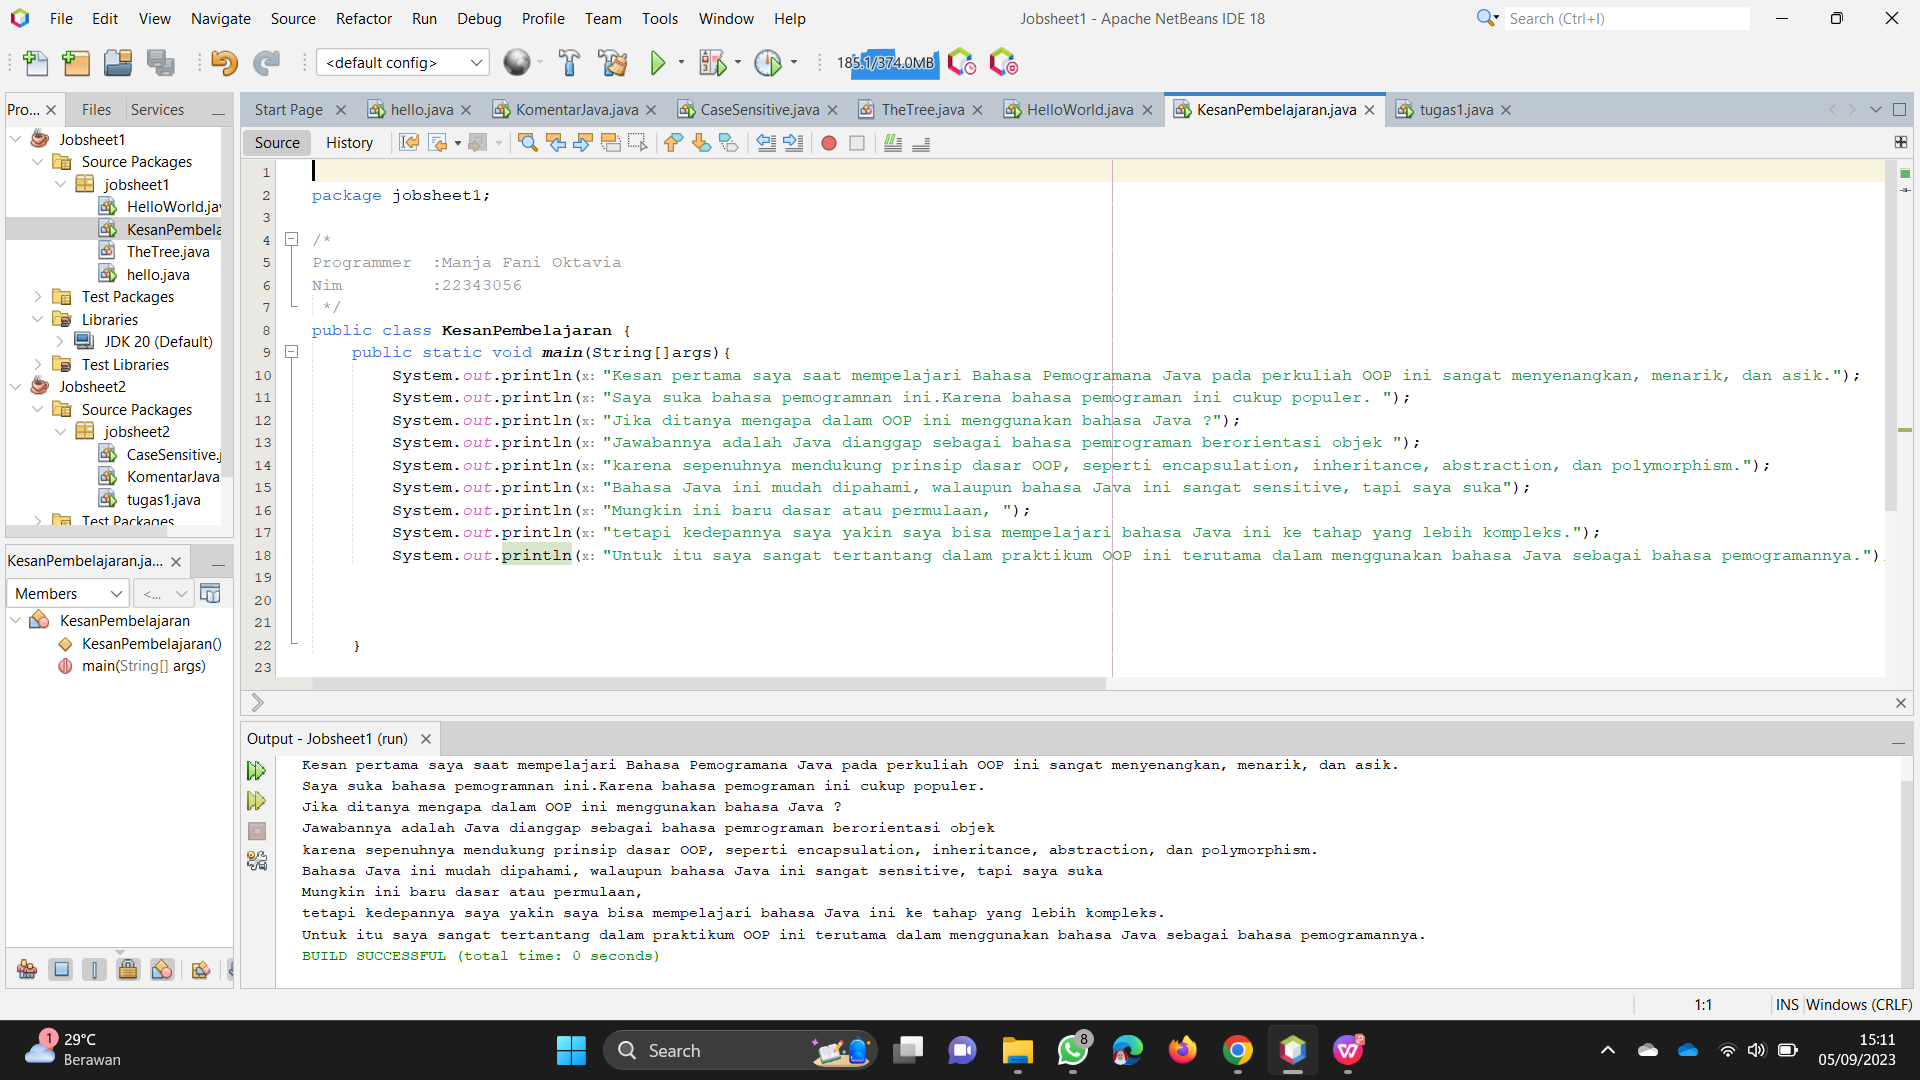 File Edit View Navigate Source Refactor Run Debug Profile Team Tools Window Help Jobsheet1 - Apache NetBeans IDE 18 Search (Ctrl+I)
<default config> 185.1/374.0MB
Pro... Files Services
Start Page hello.java KomentarJava.java CaseSensitive.java TheTree.java HelloWorld.java KesanPembelajaran.java tugas1.java
Source History
Jobsheet1
Source Packages
jobsheet1
HelloWorld.jav
KesanPembela
TheTree.java
hello.java
Test Packages
Libraries
JDK 20 (Default)
Test Libraries
Jobsheet2
Source Packages
jobsheet2
CaseSensitive.j
KomentarJava
tugas1.java
Test Packages
1
2 package jobsheet1;
3
4 /*
5 Programmer :Manja Fani Oktavia
6 Nim :22343056
7 */
8 public class KesanPembelajaran {
9 public static void main(String[]args){
10 System.out.println(x: "Kesan pertama saya saat mempelajari Bahasa Pemogramana Java pada perkuliah OOP ini sangat menyenangkan, menarik, dan asik.");
11 System.out.println(x: "Saya suka bahasa pemogramnan ini.Karena bahasa pemograman ini cukup populer. ");
12 System.out.println(x: "Jika ditanya mengapa dalam OOP ini menggunakan bahasa Java ?");
13 System.out.println(x: "Jawabannya adalah Java dianggap sebagai bahasa pemrograman berorientasi objek ");
14 System.out.println(x: "karena sepenuhnya mendukung prinsip dasar OOP, seperti encapsulation, inheritance, abstraction, dan polymorphism.");
15 System.out.println(x: "Bahasa Java ini mudah dipahami, walaupun bahasa Java ini sangat sensitive, tapi saya suka");
16 System.out.println(x: "Mungkin ini baru dasar atau permulaan, ");
17 System.out.println(x: "tetapi kedepannya saya yakin saya bisa mempelajari bahasa Java ini ke tahap yang lebih kompleks.");
18 System.out.println(x: "Untuk itu saya sangat tertantang dalam praktikum OOP ini terutama dalam menggunakan bahasa Java sebagai bahasa pemogramannya.")
19
20
21
22 }
23
KesanPembelajaran.ja...
Members <...
KesanPembelajaran
KesanPembelajaran()
main(String[] args)
Output - Jobsheet1 (run)
Kesan pertama saya saat mempelajari Bahasa Pemogramana Java pada perkuliah OOP ini sangat menyenangkan, menarik, dan asik.
Saya suka bahasa pemogramnan ini.Karena bahasa pemograman ini cukup populer.
Jika ditanya mengapa dalam OOP ini menggunakan bahasa Java ?
Jawabannya adalah Java dianggap sebagai bahasa pemrograman berorientasi objek
karena sepenuhnya mendukung prinsip dasar OOP, seperti encapsulation, inheritance, abstraction, dan polymorphism.
Bahasa Java ini mudah dipahami, walaupun bahasa Java ini sangat sensitive, tapi saya suka
Mungkin ini baru dasar atau permulaan,
tetapi kedepannya saya yakin saya bisa mempelajari bahasa Java ini ke tahap yang lebih kompleks.
Untuk itu saya sangat tertantang dalam praktikum OOP ini terutama dalam menggunakan bahasa Java sebagai bahasa pemogramannya.
BUILD SUCCESSFUL (total time: 0 seconds)
1:1 INS Windows (CRLF)
1 29°C
Berawan
Search
8
15:11
05/09/2023